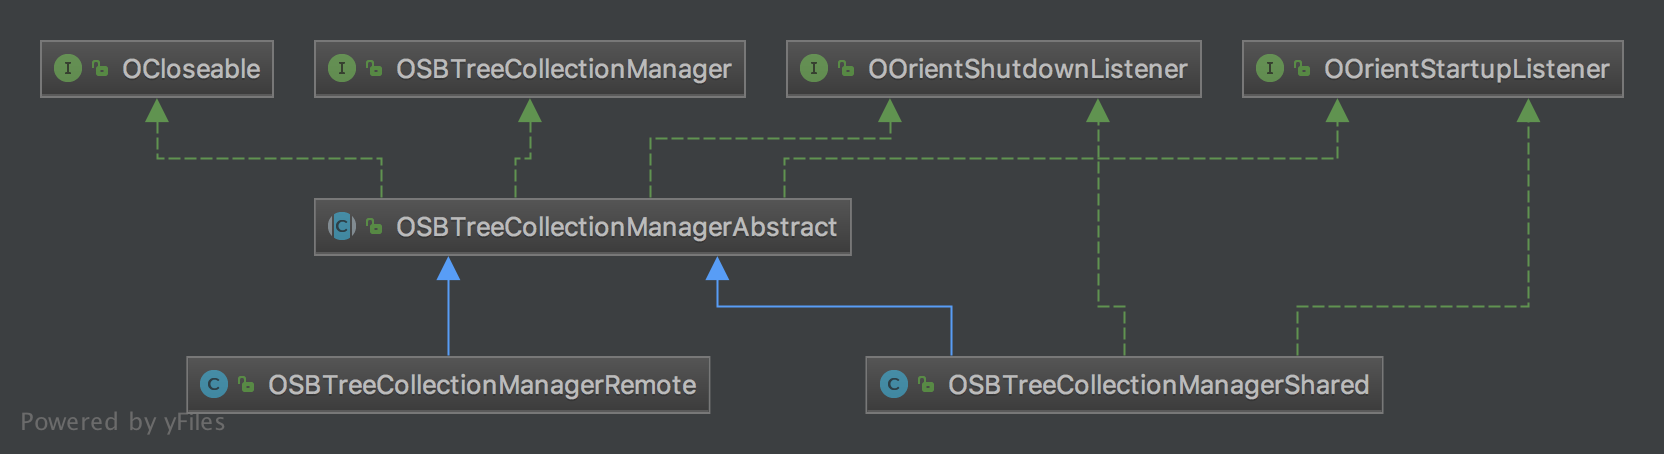 I OCloseable
I OSBTreeCollectionManager
I OOrientShutdownListener
I OOrientStartupListener
C OSBTreeCollectionManagerAbstract
C OSBTreeCollectionManagerRemote
C OSBTreeCollectionManagerShared
Powered by yFiles